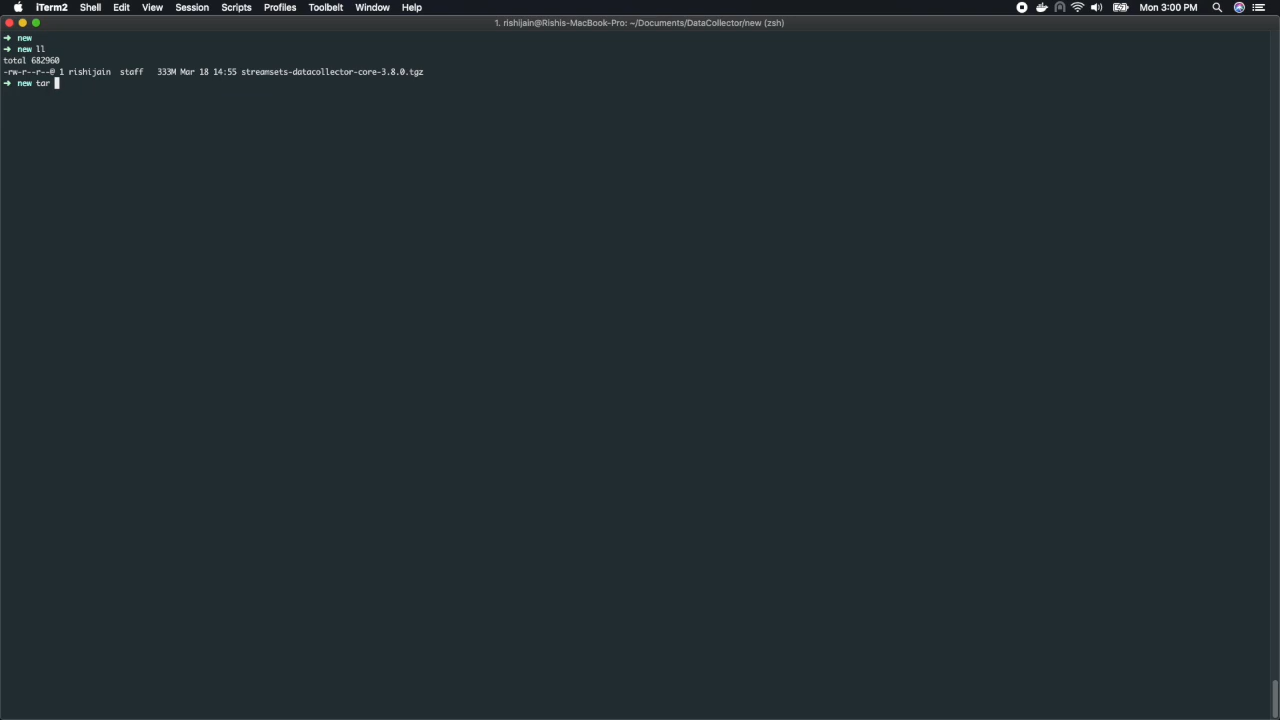 iTerm2 Shell Edit View Session Scripts Profiles Toolbelt Window Help Mon 3:00 PM
1. rishijain@Rishis-MacBook-Pro: ~/Documents/DataCollector/new (zsh)
➜ new
➜ new ll
total 682960
-rw-r--r--@ 1 rishijain staff 333M Mar 18 14:55 streamsets-datacollector-core-3.8.0.tgz
➜ new tar